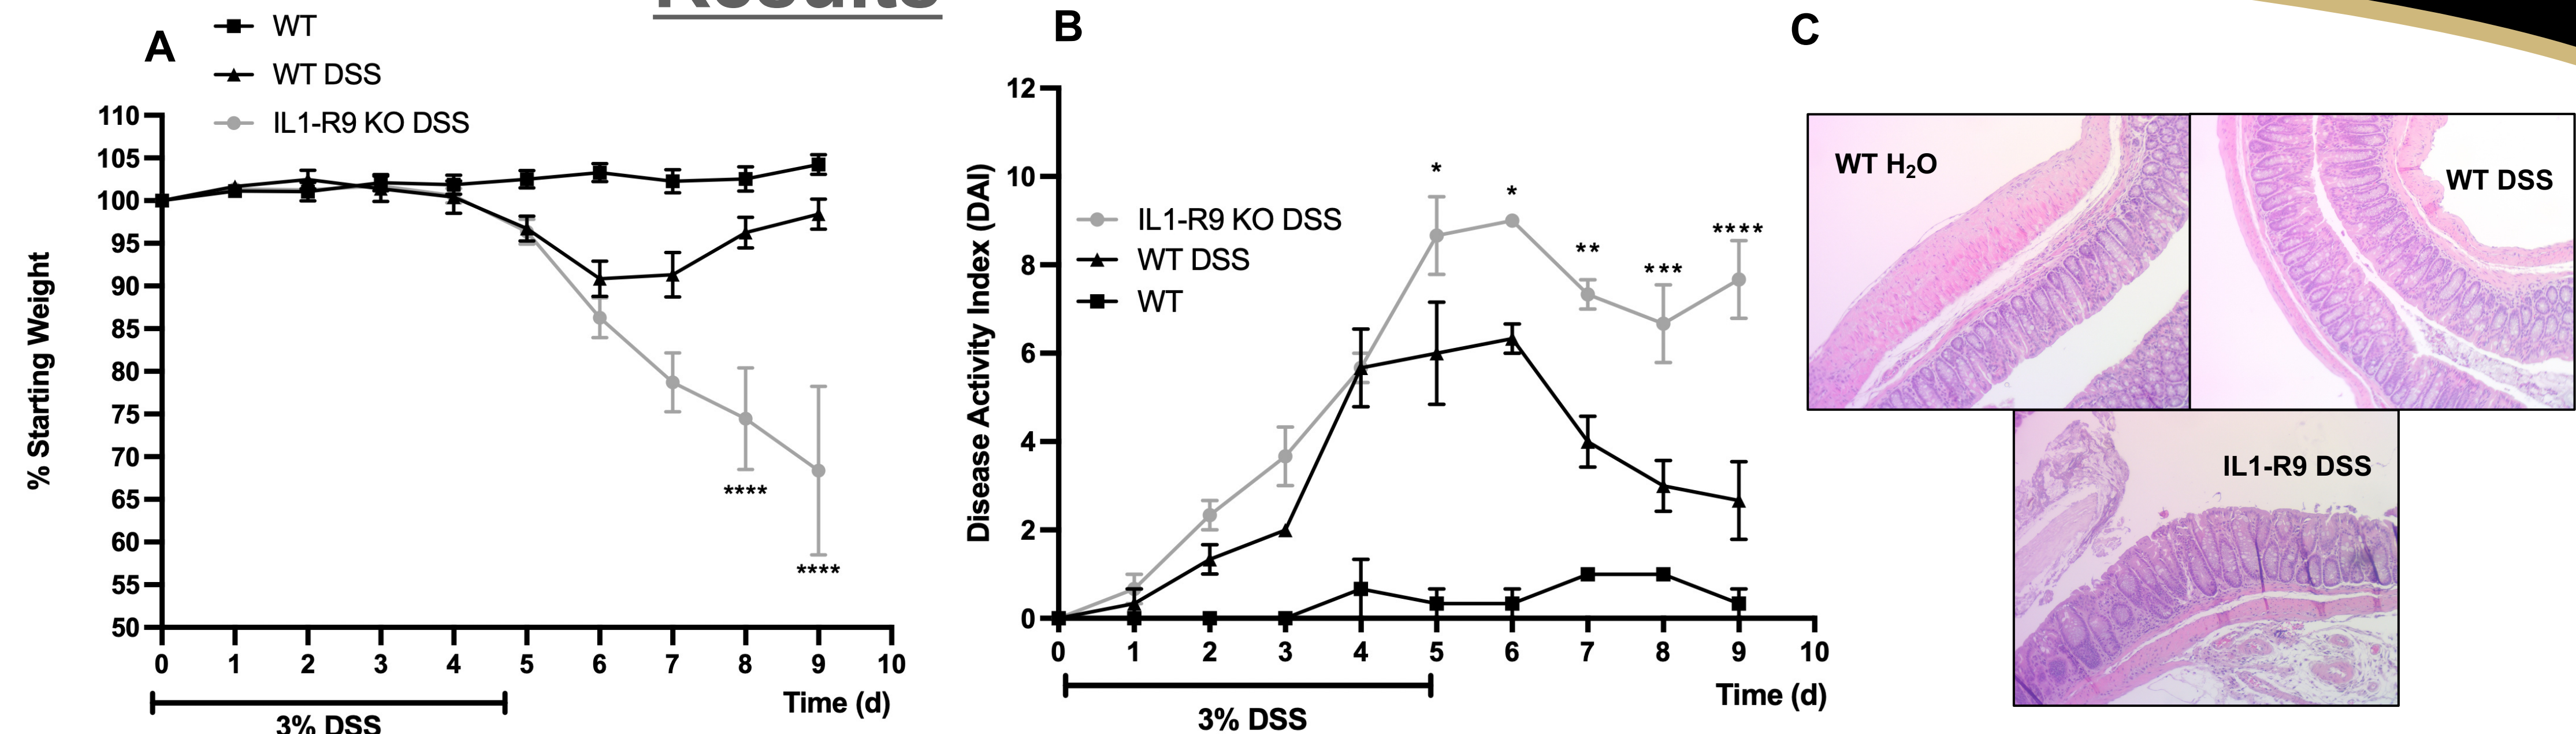 Results
A
WT
WT DSS
IL1-R9 KO DSS
110
105
100
95
90
85
80
75
70
65
60
55
50
% Starting Weight
****
****
0 1 2 3 4 5 6 7 8 9 10
Time (d)
3% DSS
B
12
10
8
6
4
2
0
Disease Activity Index (DAI)
IL1-R9 KO DSS
WT DSS
WT
*
*
**
***
****
0 1 2 3 4 5 6 7 8 9 10
Time (d)
3% DSS
C
WT H₂O
WT DSS
IL1-R9 DSS